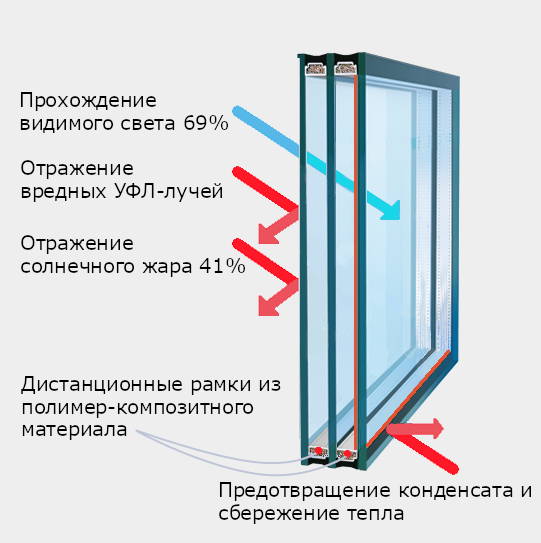 Прохождение
видимого света 69%
Отражение
вредных УФЛ-лучей
Отражение
солнечного жара 41%
Дистанционные рамки из
полимер-композитного
материала
Предотвращение конденсата и
сбережение тепла